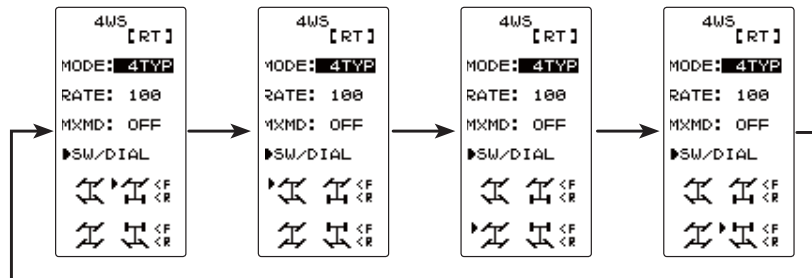 4WS
[RT]
MODE: 4TYP
RATE: 100
MXMD: OFF
▶SW/DIAL
<F
<R
<F
<R
4WS
[RT]
MODE: 4TYP
RATE: 100
MXMD: OFF
▶SW/DIAL
<F
<R
<F
<R
4WS
[RT]
MODE: 4TYP
RATE: 100
MXMD: OFF
▶SW/DIAL
<F
<R
<F
<R
4WS
[RT]
MODE: 4TYP
RATE: 100
MXMD: OFF
▶SW/DIAL
<F
<R
<F
<R